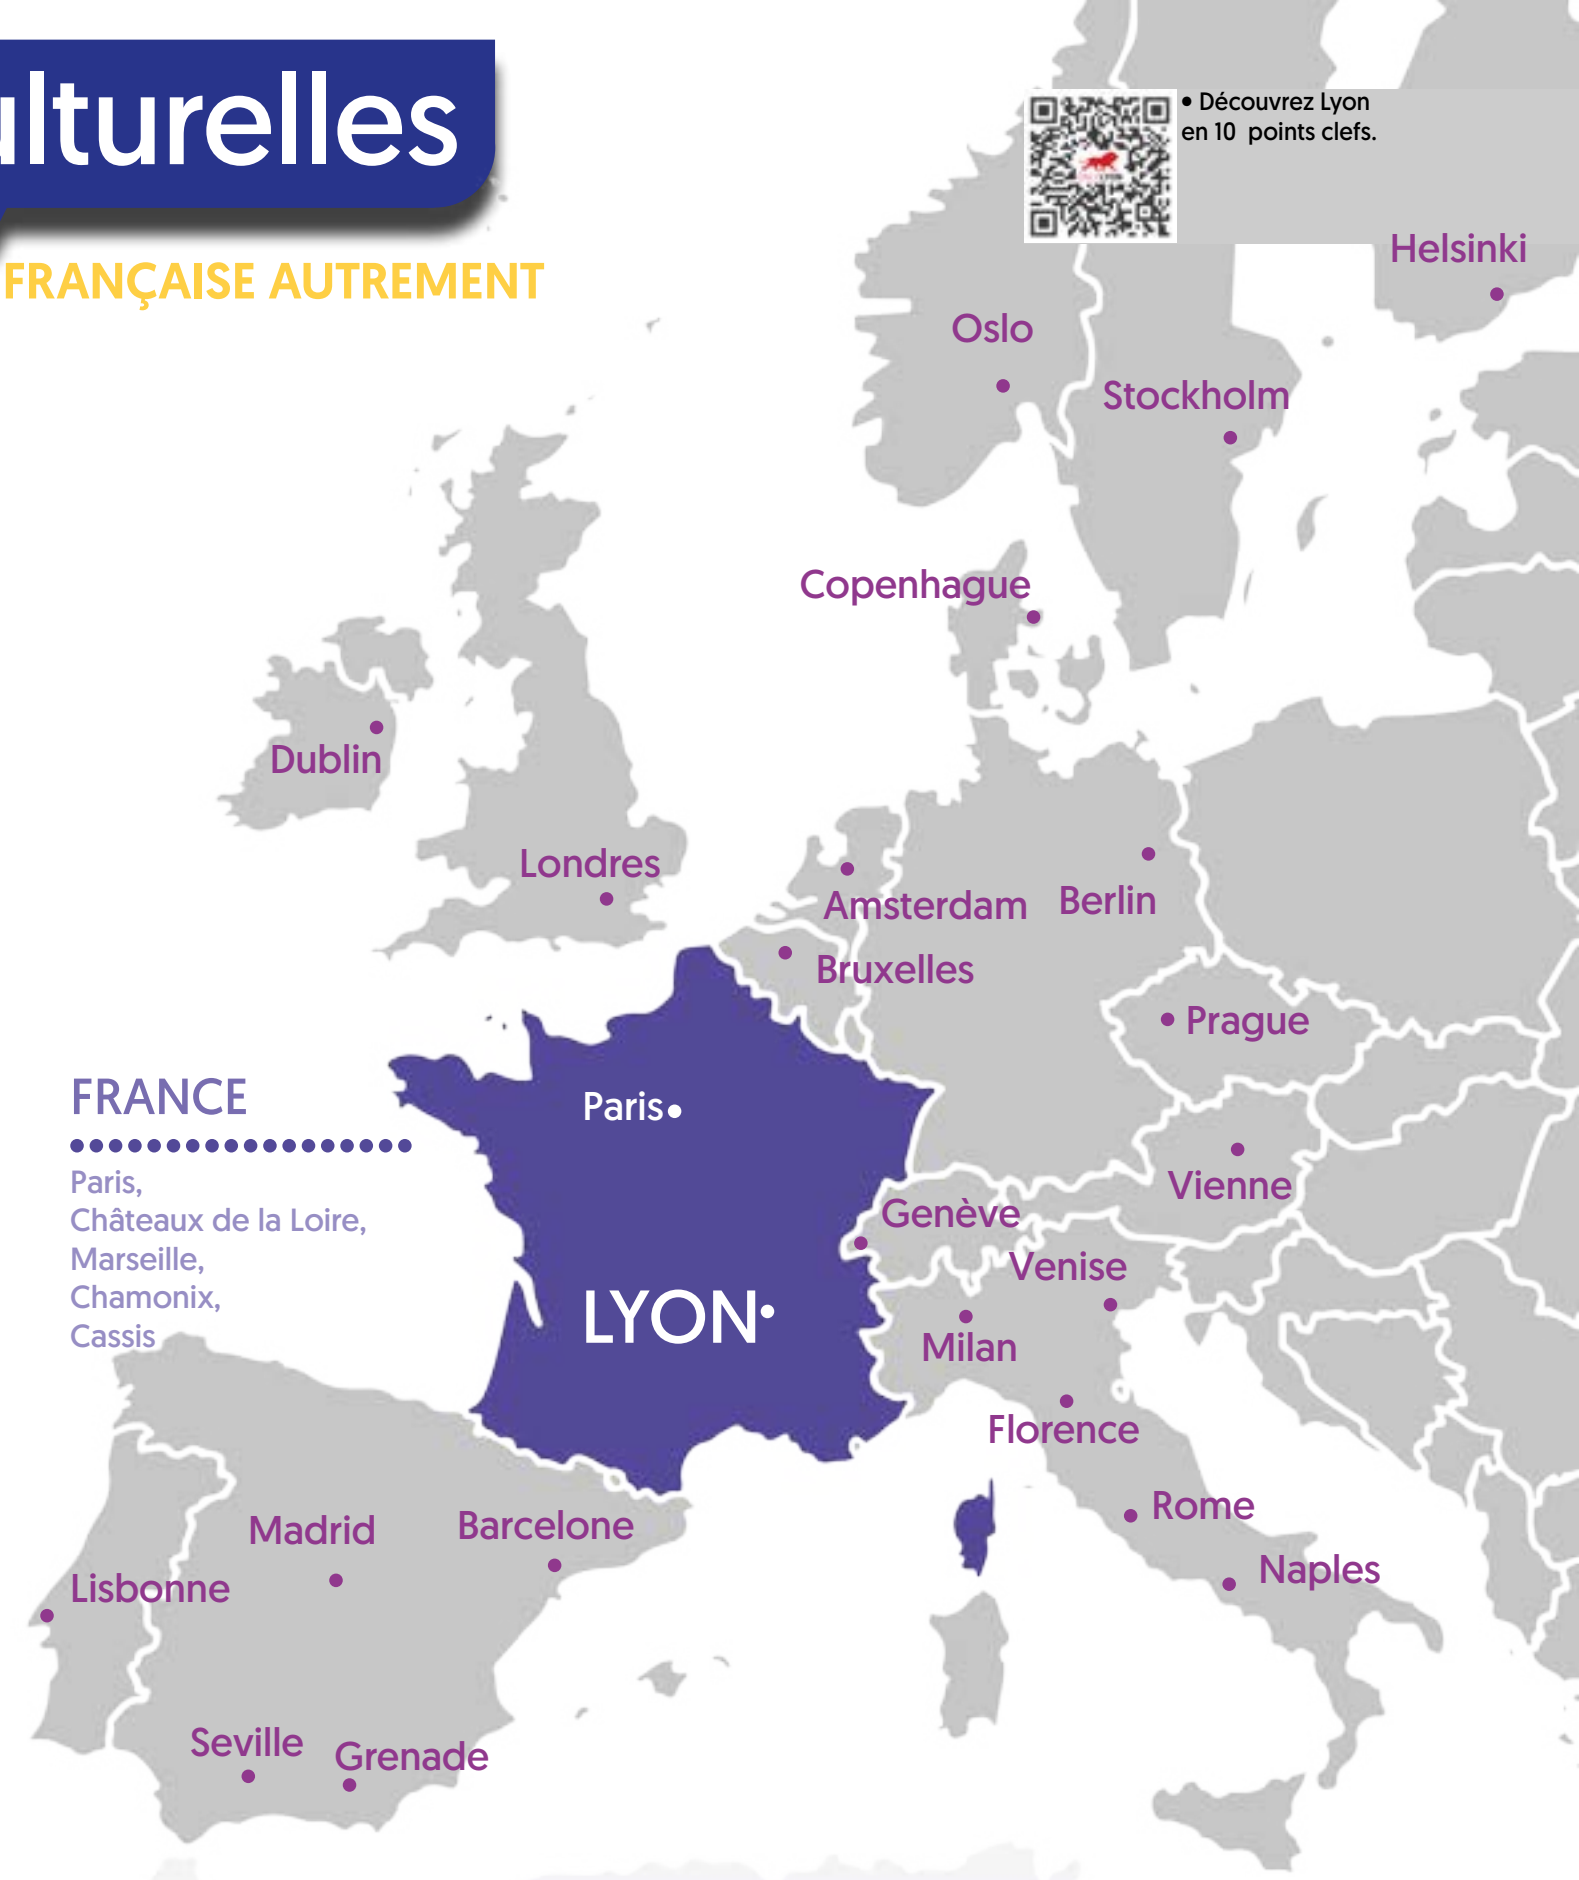 ulturelles
FRANÇAISE AUTREMENT
• Découvrez Lyon
en 10 points clefs.
Helsinki
Oslo
Stockholm
Copenhague
Dublin
Londres
Amsterdam
Berlin
Bruxelles
Prague
FRANCE
Paris,
Châteaux de la Loire,
Marseille,
Chamonix,
Cassis
Paris
Vienne
Genève
Venise
LYON
Milan
Florence
Rome
Naples
Madrid
Barcelone
Lisbonne
Seville
Grenade